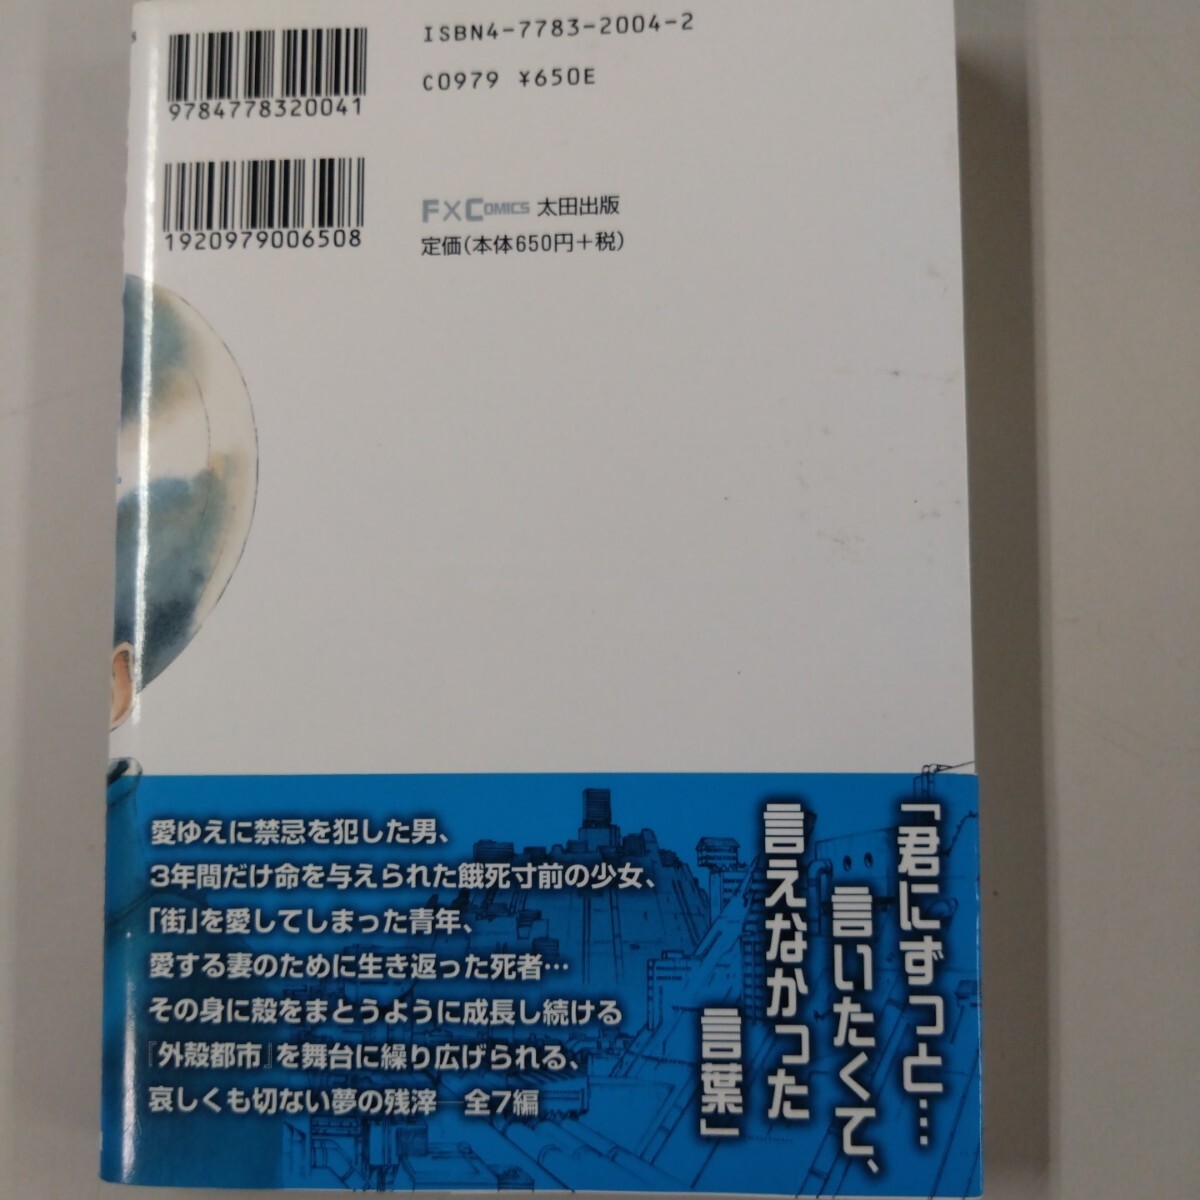 ISBN4-7783-2004-2
C0979 ¥650E
9784778320041
1920979006508
F×COMICS 太田出版
定価(本体650円+税)
「君にずっと…
言いたくて、
言えなかった
言葉」
愛ゆえに禁忌を犯した男、
3年間だけ命を与えられた餓死寸前の少女、
「街」を愛してしまった青年、
愛する妻のために生き返った死者…
その身に殻をまとうように成長し続ける
『外殻都市』を舞台に繰り広げられる、
哀しくも切ない夢の残滓─全7編